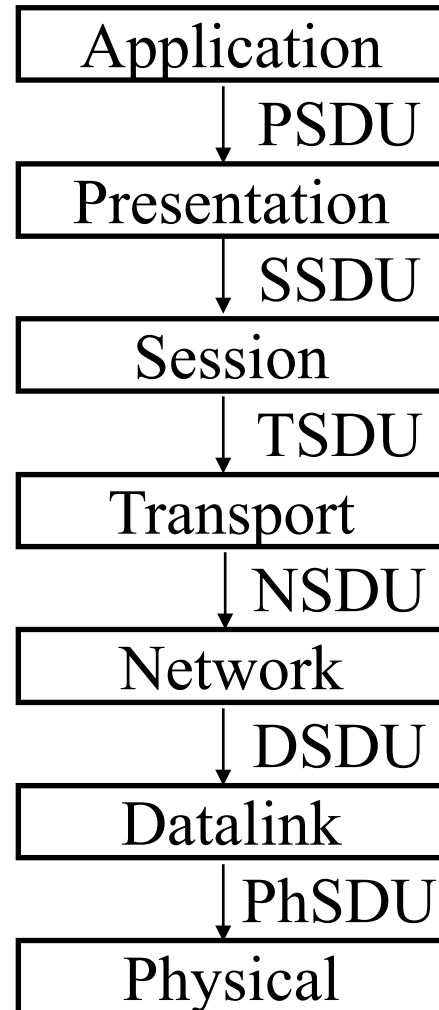 Application
PSDU
Presentation
SSDU
Session
TSDU
Transport
NSDU
Network
DSDU
Datalink
PhSDU
Physical